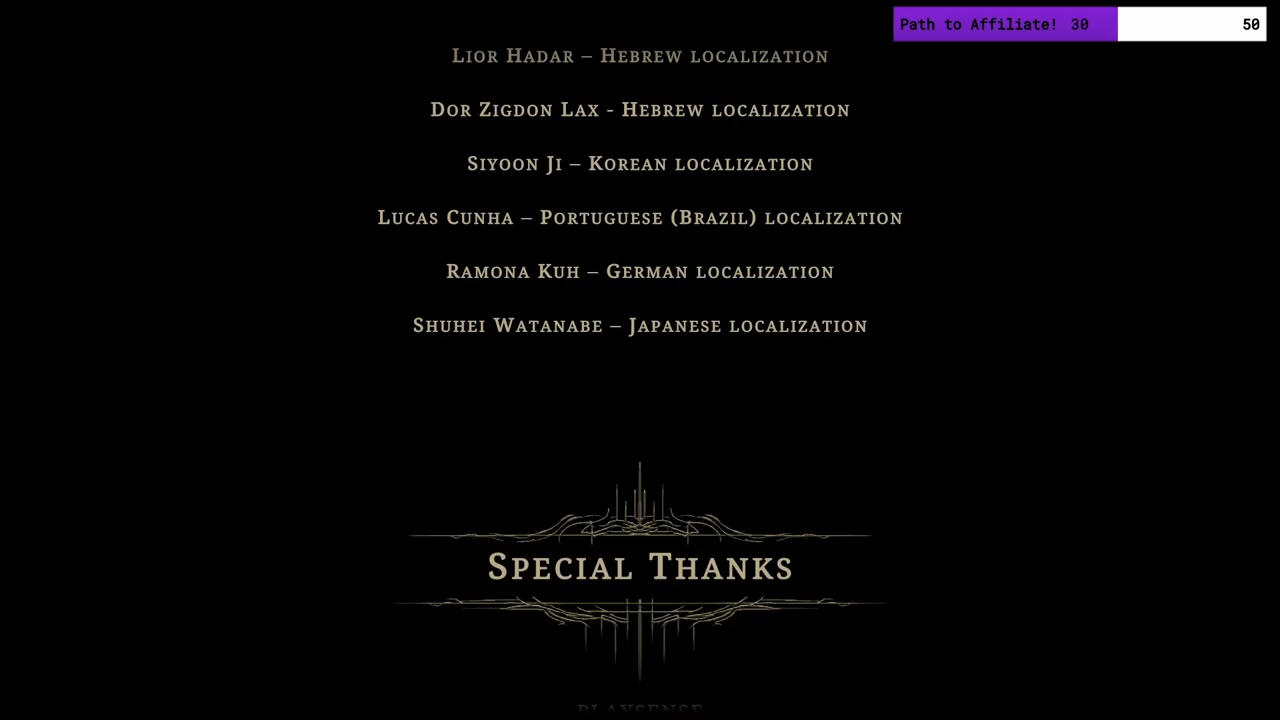 Path to Affiliate! 30 50
Lior Hadar – Hebrew localization
Dor Zigdon Lax - Hebrew localization
Siyoon Ji – Korean localization
Lucas Cunha – Portuguese (Brazil) localization
Ramona Kuh – German localization
Shuhei Watanabe – Japanese localization
Special Thanks
PLAYSENSE